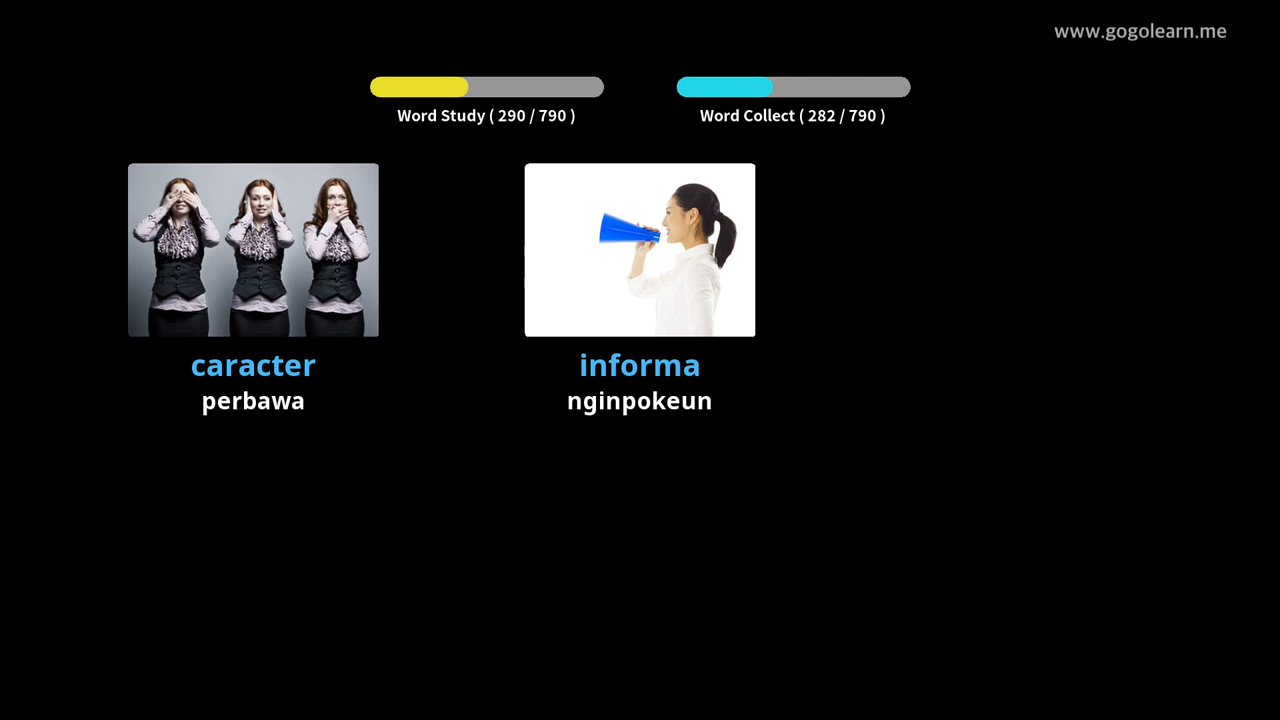 www.gogolearn.me
Word Study ( 290 / 790 )
Word Collect ( 282 / 790 )
caracter
perbawa
informa
nginpokeun